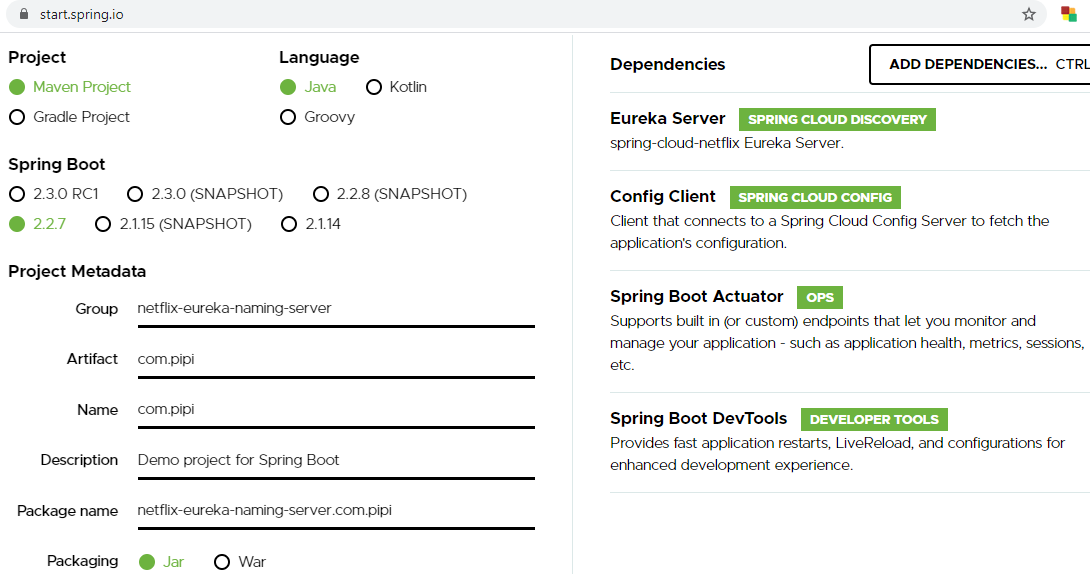 start.spring.io
Project
Maven Project
Gradle Project
Language
Java Kotlin
Groovy
Spring Boot
2.3.0 RC1 2.3.0 (SNAPSHOT) 2.2.8 (SNAPSHOT)
2.2.7 2.1.15 (SNAPSHOT) 2.1.14
Project Metadata
Group netflix-eureka-naming-server
Artifact com.pipi
Name com.pipi
Description Demo project for Spring Boot
Package name netflix-eureka-naming-server.com.pipi
Packaging Jar War
Dependencies ADD DEPENDENCIES... CTRL
Eureka Server SPRING CLOUD DISCOVERY
spring-cloud-netflix Eureka Server.
Config Client SPRING CLOUD CONFIG
Client that connects to a Spring Cloud Config Server to fetch the
application's configuration.
Spring Boot Actuator OPS
Supports built in (or custom) endpoints that let you monitor and
manage your application - such as application health, metrics, sessions,
etc.
Spring Boot DevTools DEVELOPER TOOLS
Provides fast application restarts, LiveReload, and configurations for
enhanced development experience.